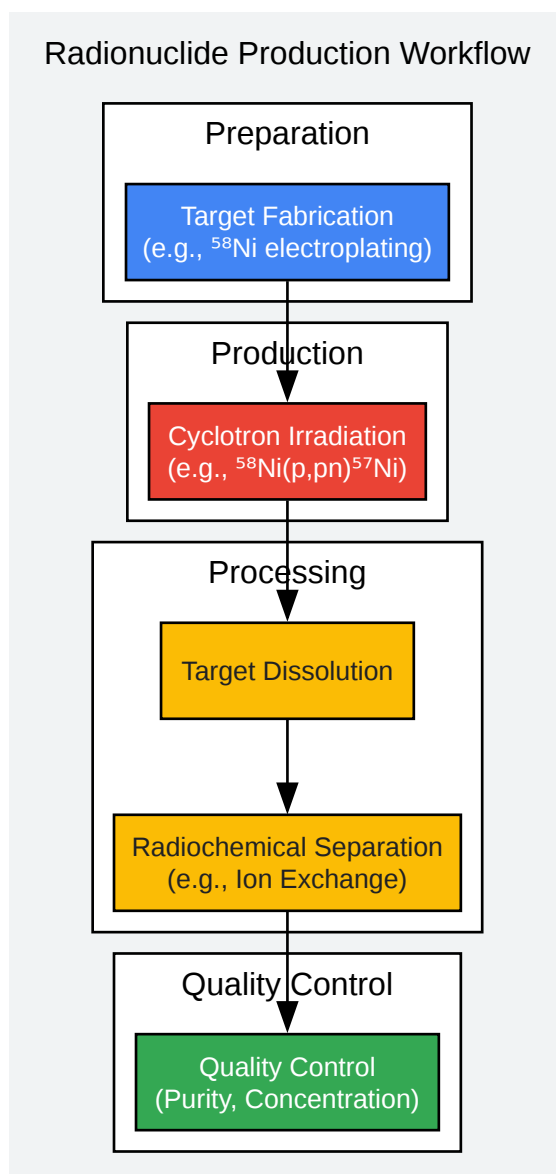 Radionuclide Production Workflow
Preparation
Target Fabrication
(e.g., ⁵⁸Ni electroplating)
Production
Cyclotron Irradiation
(e.g., ⁵⁸Ni(p,pn)⁵⁷Ni)
Processing
Target Dissolution
Radiochemical Separation
(e.g., Ion Exchange)
Quality Control
Quality Control
(Purity, Concentration)